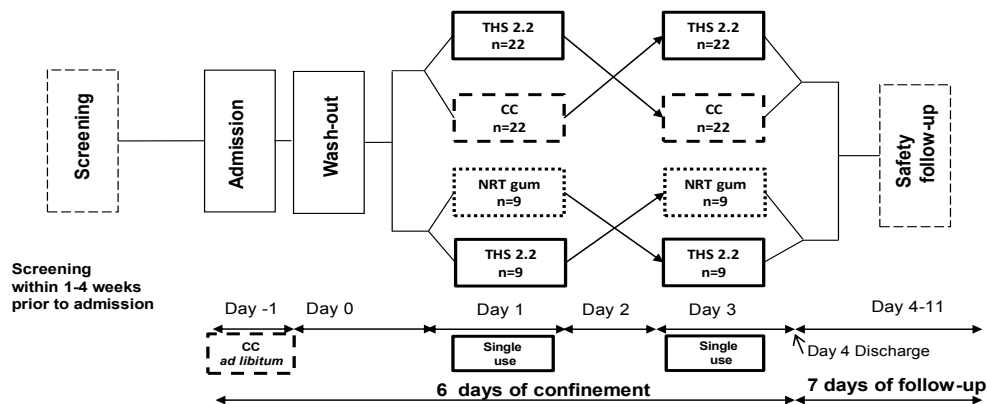 Screening
Admission
Wash-out
THS 2.2
n=22
CC
n=22
NRT gum
n=9
THS 2.2
n=9
THS 2.2
n=22
CC
n=22
NRT gum
n=9
THS 2.2
n=9
Safety
follow-up
Screening
within 1-4 weeks
prior to admission
Day -1
Day 0
Day 1
Day 2
Day 3
Day 4-11
CC
ad libitum
Single
use
Single
use
Day 4 Discharge
6 days of confinement
7 days of follow-up